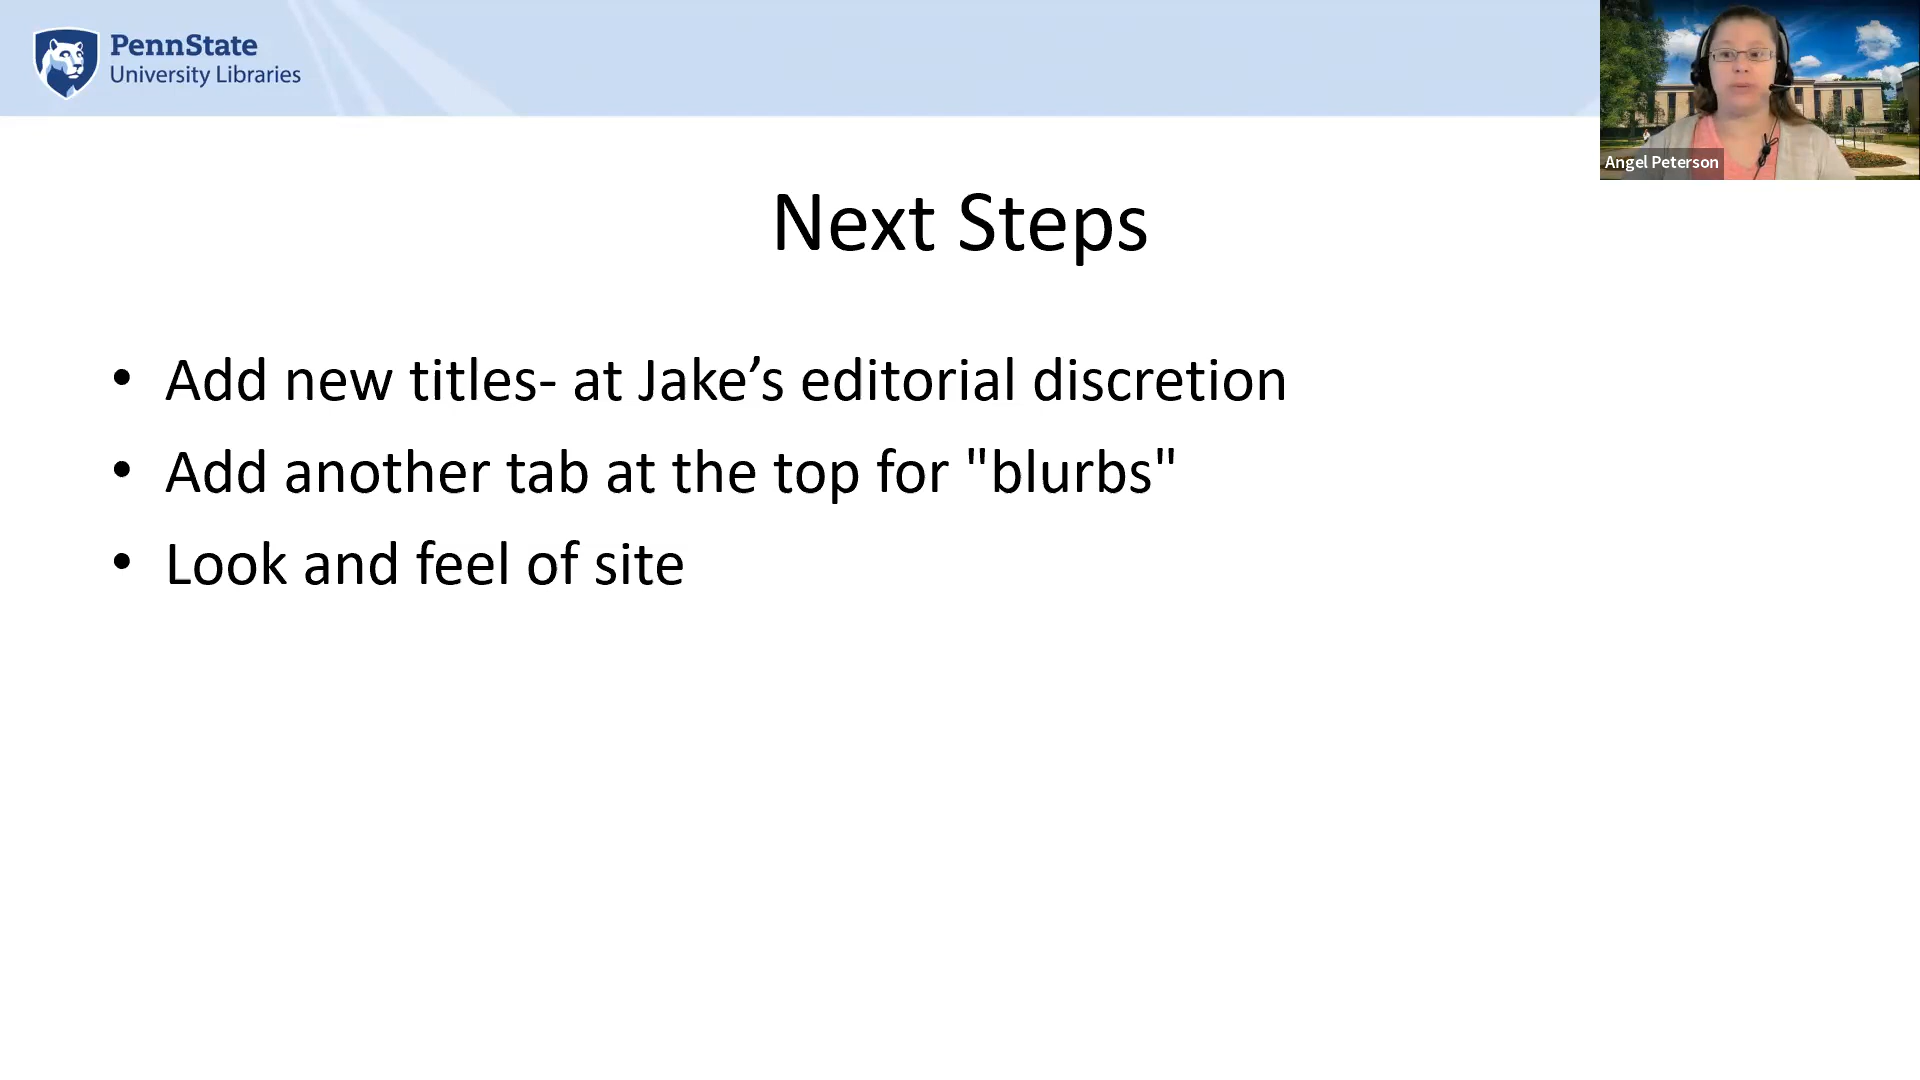 PennState
University Libraries
Angel Peterson
Next Steps
• Add new titles- at Jake’s editorial discretion
• Add another tab at the top for "blurbs"
• Look and feel of site